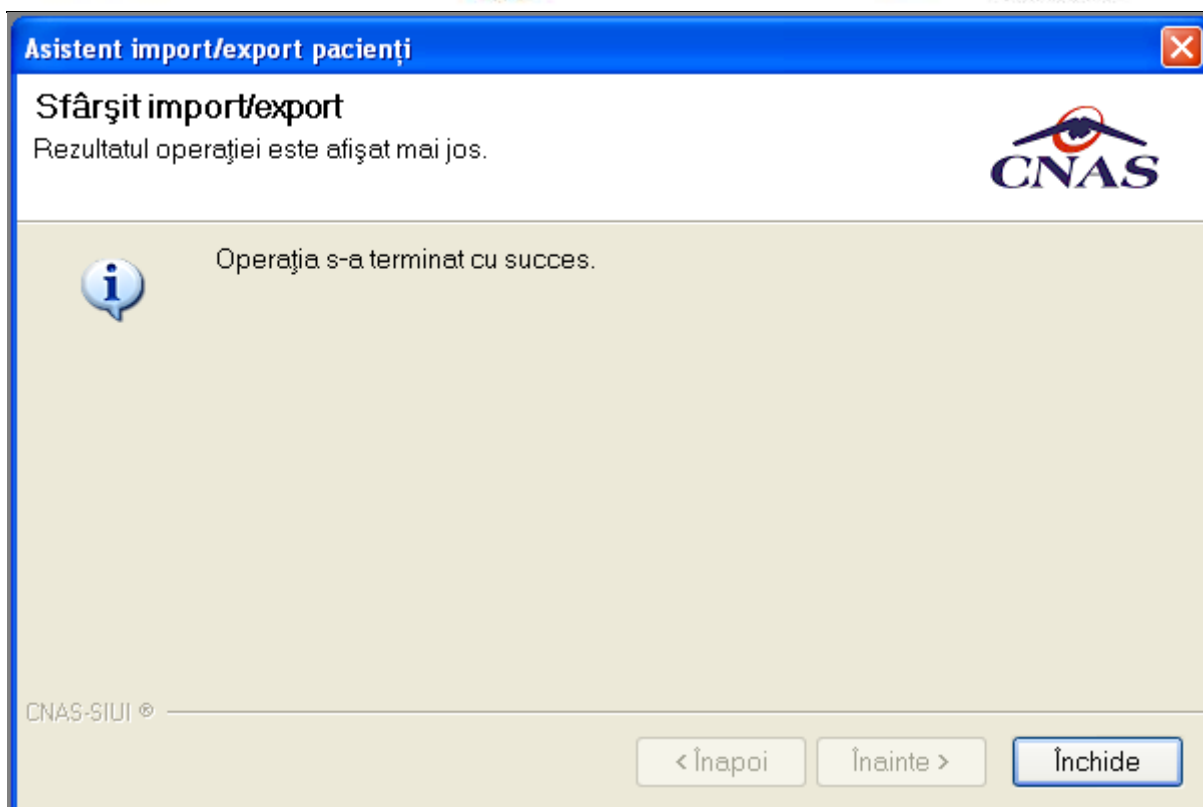 Asistent import/export pacienți
Sfârşit import/export
Rezultatul operaţiei este afişat mai jos.
CNAS
Operaţia s-a terminat cu succes.
CNAS-SIUI ®
< Înapoi
Înainte >
Închide